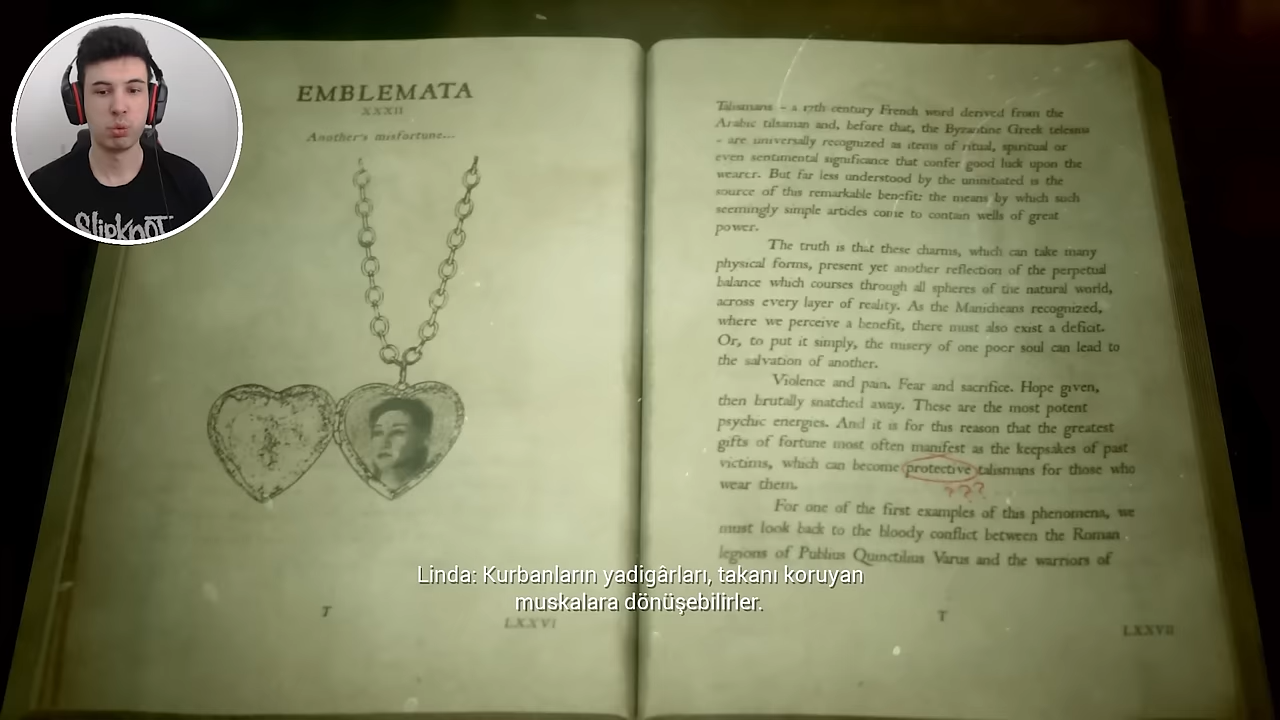 Slipknot
EMBLEMATA
XXXII
Another's misfortune...
T
LXXVI
Talismans - a 17th century French word derived from the
Arabic tilsaman and, before that, the Byzantine Greek telesma
- are universally recognized as items of ritual, spiritual or
even sentimental significance that confer good luck upon the
wearer. But far less understood by the uninitiated is the
source of this remarkable benefit: the means by which such
seemingly simple articles come to contain wells of great
power.
The truth is that these charms, which can take many
physical forms, present yet another reflection of the perpetual
balance which courses through all spheres of the natural world,
across every layer of reality. As the Manicheans recognized,
where we perceive a benefit, there must also exist a deficit.
Or, to put it simply, the misery of one poor soul can lead to
the salvation of another.
Violence and pain. Fear and sacrifice. Hope given,
then brutally snatched away. These are the most potent
psychic energies. And it is for this reason that the greatest
gifts of fortune most often manifest as the keepsakes of past
victims, which can become protective talismans for those who
wear them.
???
For one of the first examples of this phenomena, we
must look back to the bloody conflict between the Roman
legions of Publius Quinctilius Varus and the warriors of
T
LXXVII
Linda: Kurbanların yadigârları, takanı koruyan
muskalara dönüşebilirler.